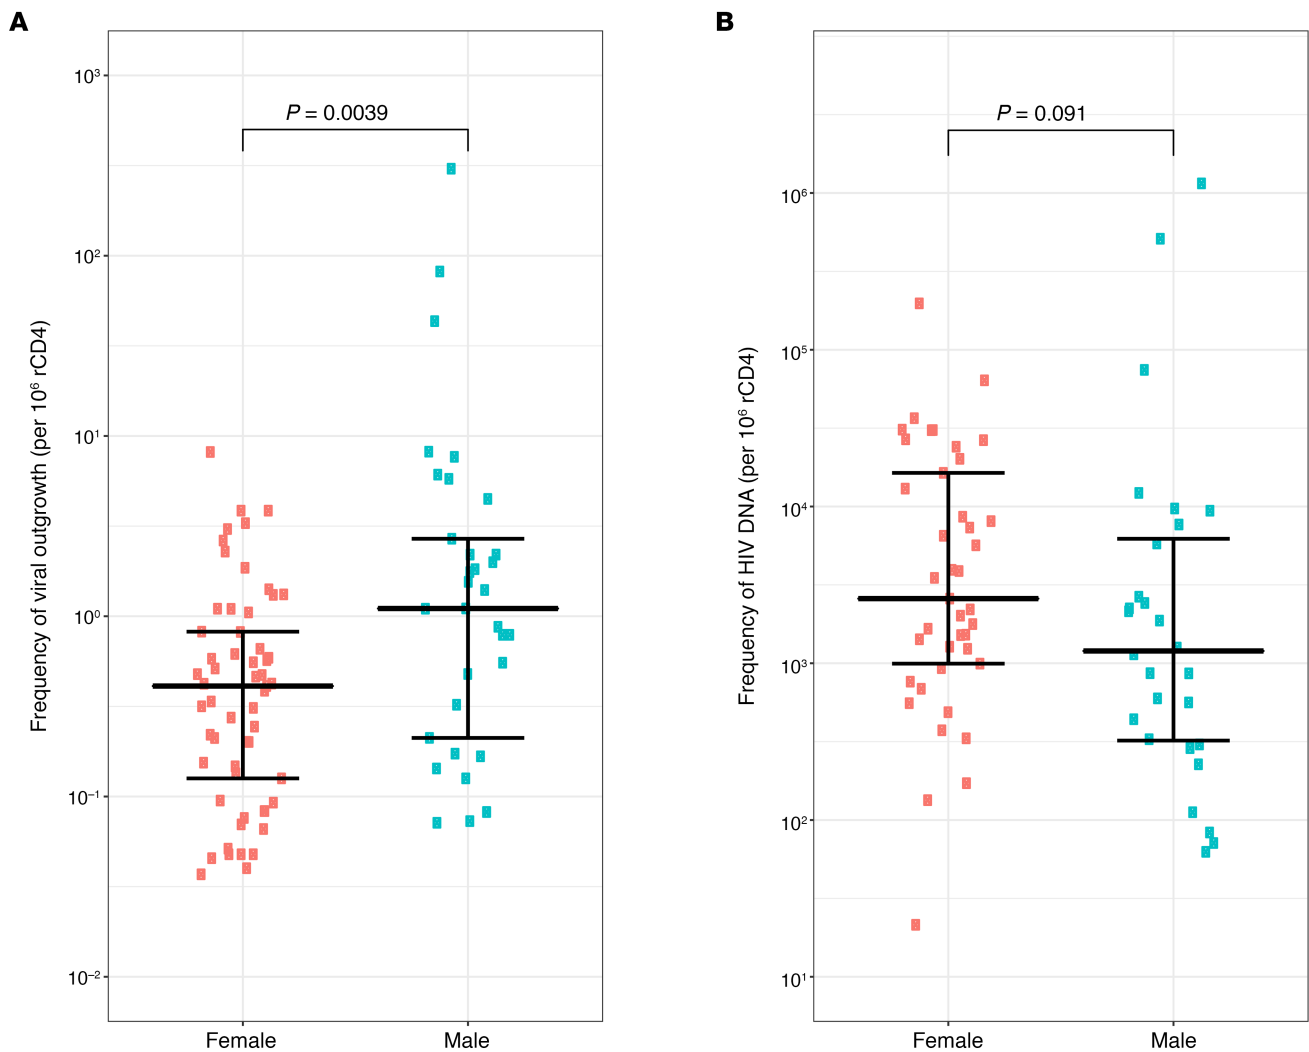 A
Frequency of viral outgrowth (per 10⁶ rCD4)
10³
10²
10¹
10⁰
10⁻¹
10⁻²
P = 0.0039
Female
Male
B
Frequency of HIV DNA (per 10⁶ rCD4)
10⁶
10⁵
10⁴
10³
10²
10¹
P = 0.091
Female
Male